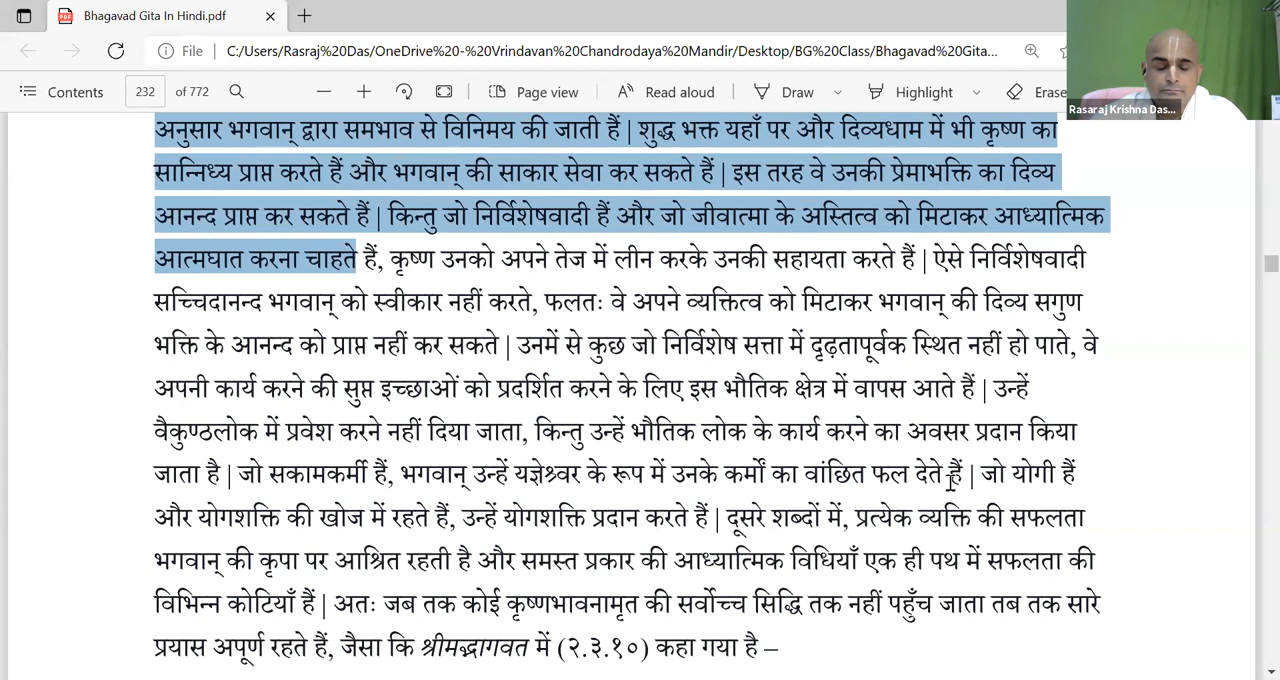 Bhagavad Gita In Hindi.pdf
File C:/Users/Rasraj%20Das/OneDrive%20-%20Vrindavan%20Chandrodaya%20Mandir/Desktop/BG%20Class/Bhagavad%20Gita...
Contents 232 of 772 Page view Read aloud Draw Highlight Erase
Rasaraj Krishna Das...
अनुसार भगवान् द्वारा समभाव से विनिमय की जाती हैं | शुद्ध भक्त यहाँ पर और दिव्यधाम में भी कृष्ण का
सान्निध्य प्राप्त करते हैं और भगवान् की साकार सेवा कर सकते हैं | इस तरह वे उनकी प्रेमाभक्ति का दिव्य
आनन्द प्राप्त कर सकते हैं | किन्तु जो निर्विशेषवादी हैं और जो जीवात्मा के अस्तित्व को मिटाकर आध्यात्मिक
आत्मघात करना चाहते हैं, कृष्ण उनको अपने तेज में लीन करके उनकी सहायता करते हैं | ऐसे निर्विशेषवादी
सच्चिदानन्द भगवान् को स्वीकार नहीं करते, फलतः वे अपने व्यक्तित्व को मिटाकर भगवान् की दिव्य सगुण
भक्ति के आनन्द को प्राप्त नहीं कर सकते | उनमें से कुछ जो निर्विशेष सत्ता में दृढ़तापूर्वक स्थित नहीं हो पाते, वे
अपनी कार्य करने की सुप्त इच्छाओं को प्रदर्शित करने के लिए इस भौतिक क्षेत्र में वापस आते हैं | उन्हें
वैकुण्ठलोक में प्रवेश करने नहीं दिया जाता, किन्तु उन्हें भौतिक लोक के कार्य करने का अवसर प्रदान किया
जाता है | जो सकामकर्मी हैं, भगवान् उन्हें यज्ञेश्र्वर के रूप में उनके कर्मों का वांछित फल देते हैं | जो योगी हैं
और योगशक्ति की खोज में रहते हैं, उन्हें योगशक्ति प्रदान करते हैं | दूसरे शब्दों में, प्रत्येक व्यक्ति की सफलता
भगवान् की कृपा पर आश्रित रहती है और समस्त प्रकार की आध्यात्मिक विधियाँ एक ही पथ में सफलता की
विभिन्न कोटियाँ हैं | अतः जब तक कोई कृष्णभावनामृत की सर्वोच्च सिद्धि तक नहीं पहुँच जाता तब तक सारे
प्रयास अपूर्ण रहते हैं, जैसा कि श्रीमद्भागवत में (२.३.१०) कहा गया है –